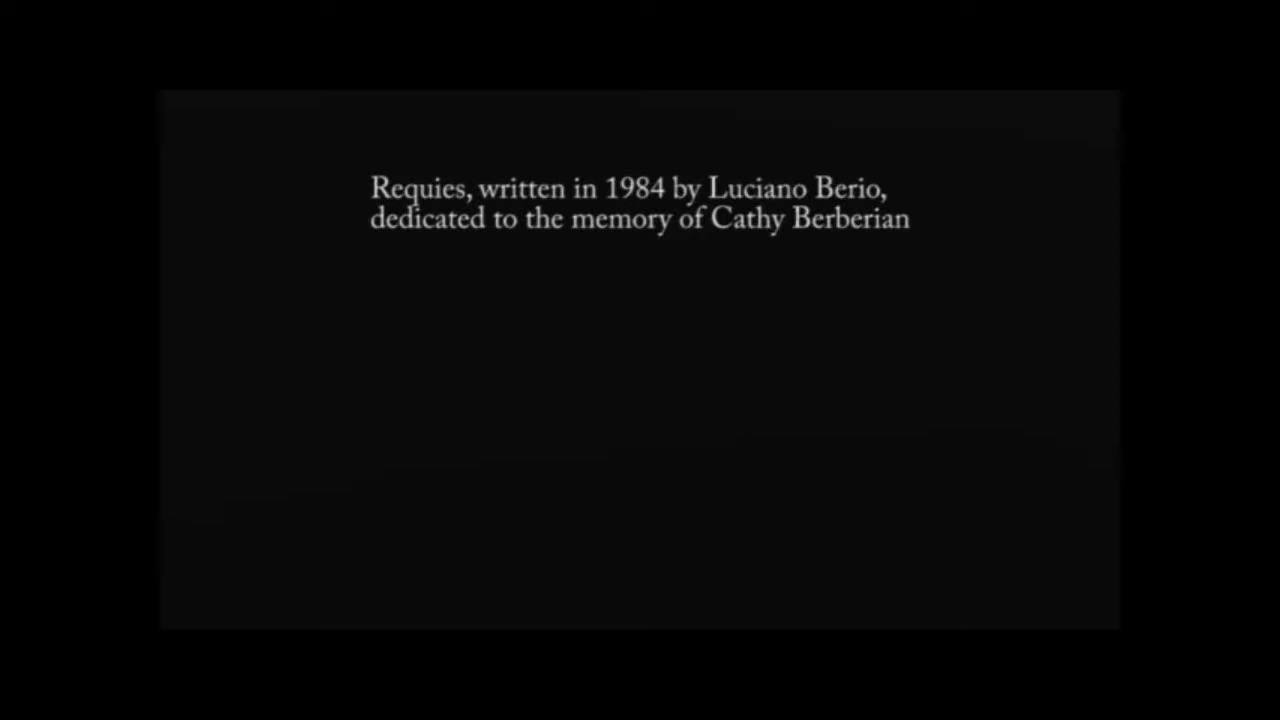 Requies, written in 1984 by Luciano Berio,
dedicated to the memory of Cathy Berberian